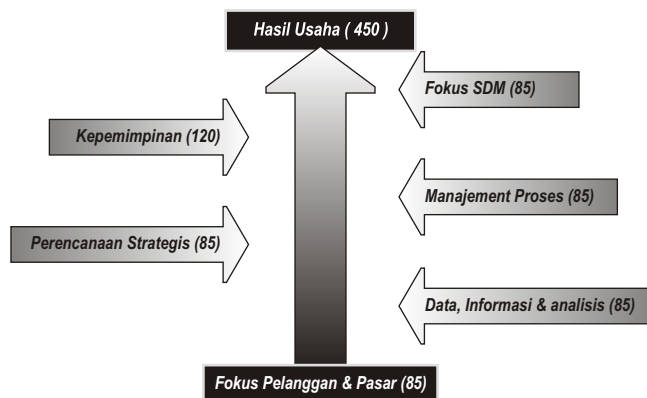 Hasil Usaha ( 450 )
Fokus SDM (85)
Kepemimpinan (120)
Manajement Proses (85)
Perencanaan Strategis (85)
Data, Informasi & analisis (85)
Fokus Pelanggan & Pasar (85)